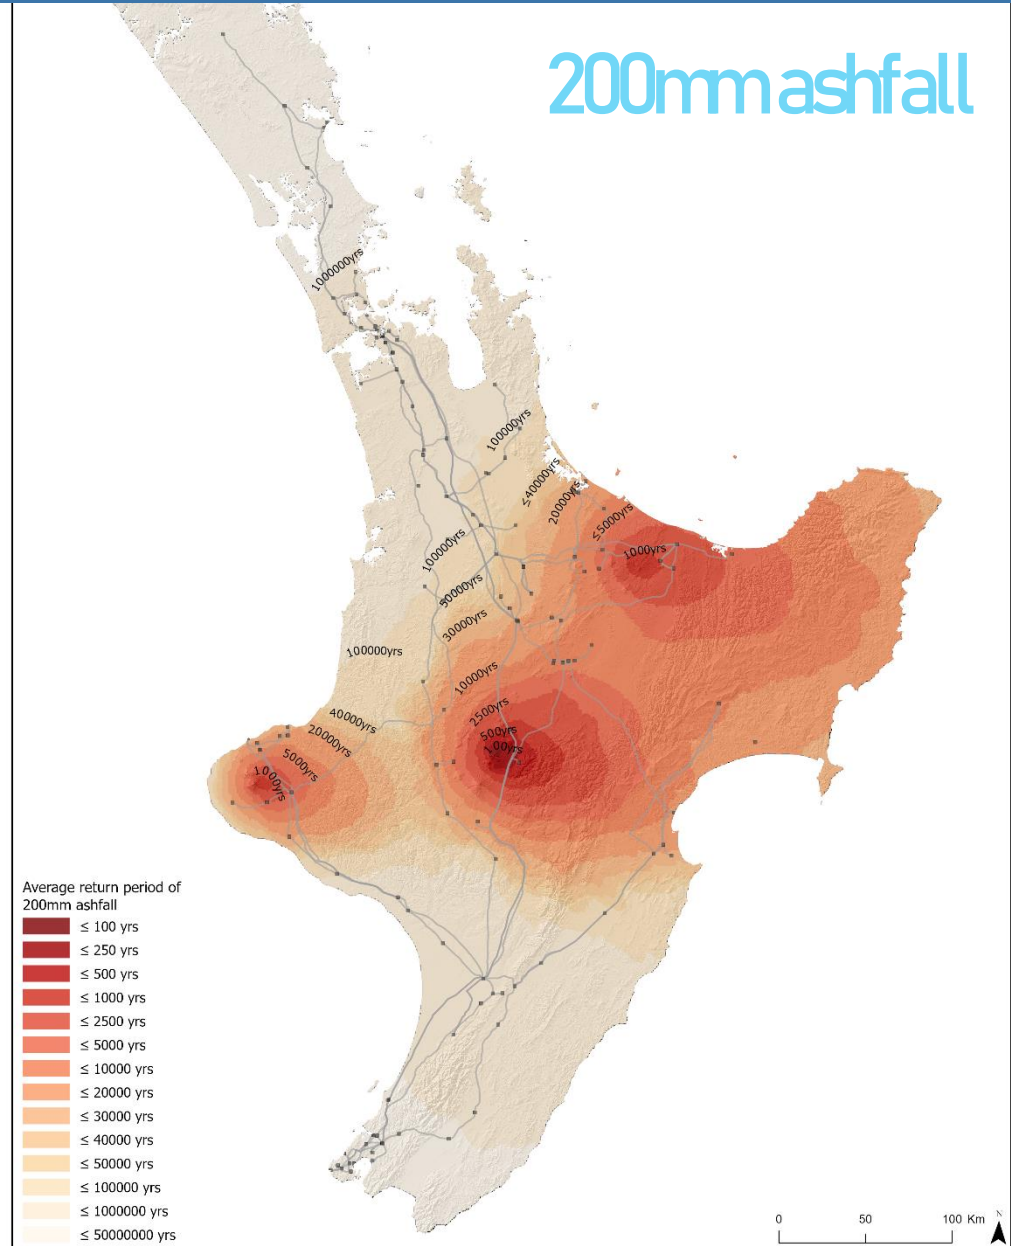 200mm ashfall
1000000yrs
100000yrs
≤40000yrs
20000yrs
≤5000yrs
1000yrs
100000yrs
50000yrs
30000yrs
100000yrs
10000yrs
2500yrs
500yrs
100yrs
40000yrs
20000yrs
5000yrs
1000yrs
Average return period of
200mm ashfall
≤ 100 yrs
≤ 250 yrs
≤ 500 yrs
≤ 1000 yrs
≤ 2500 yrs
≤ 5000 yrs
≤ 10000 yrs
≤ 20000 yrs
≤ 30000 yrs
≤ 40000 yrs
≤ 50000 yrs
≤ 100000 yrs
≤ 1000000 yrs
≤ 50000000 yrs
0 50 100 Km
N